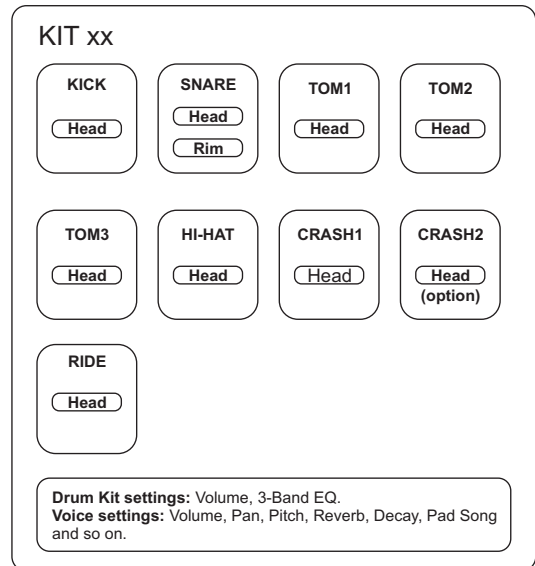 KIT xx
KICK
Head
SNARE
Head
Rim
TOM1
Head
TOM2
Head
TOM3
Head
HI-HAT
Head
CRASH1
Head
CRASH2
Head
(option)
RIDE
Head
Drum Kit settings: Volume, 3-Band EQ.
Voice settings: Volume, Pan, Pitch, Reverb, Decay, Pad Song
and so on.